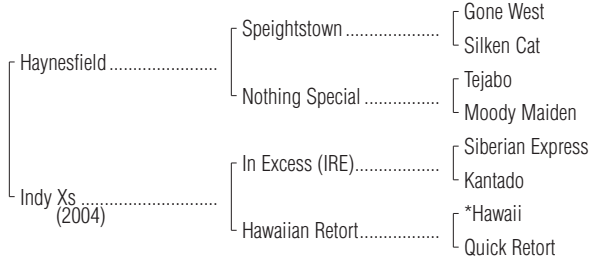 Gone West
Speightstown ....................
Silken Cat
Haynesfield .......................
Tejabo
Nothing Special ................
Moody Maiden
Siberian Express
In Excess (IRE)..................
Kantado
Indy Xs .............................
(2004)
*Hawaii
Hawaiian Retort.................
Quick Retort